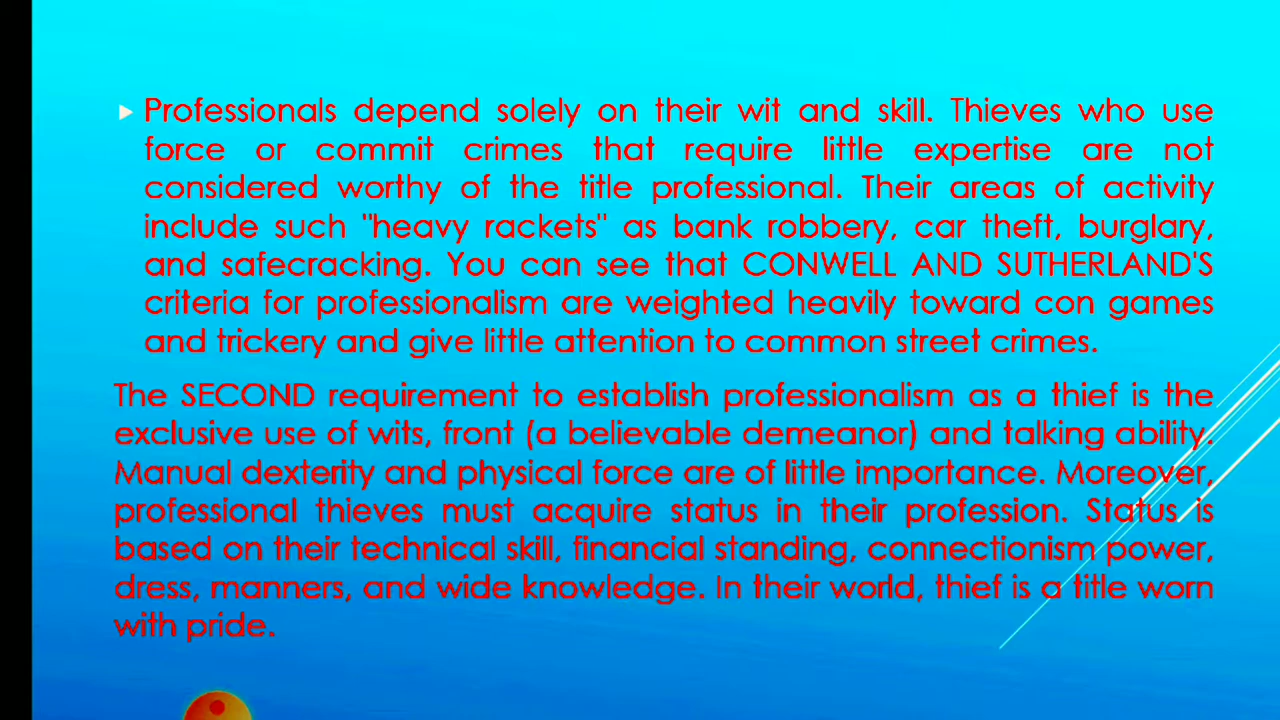 Professionals depend solely on their wit and skill. Thieves who use
force or commit crimes that require little expertise are not
considered worthy of the title professional. Their areas of activity
include such "heavy rackets" as bank robbery, car theft, burglary,
and safecracking. You can see that CONWELL AND SUTHERLAND'S
criteria for professionalism are weighted heavily toward con games
and trickery and give little attention to common street crimes.
The SECOND requirement to establish professionalism as a thief is the
exclusive use of wits, front (a believable demeanor) and talking ability.
Manual dexterity and physical force are of little importance. Moreover,
professional thieves must acquire status in their profession. Status is
based on their technical skill, financial standing, connectionism power,
dress, manners, and wide knowledge. In their world, thief is a title worn
with pride.